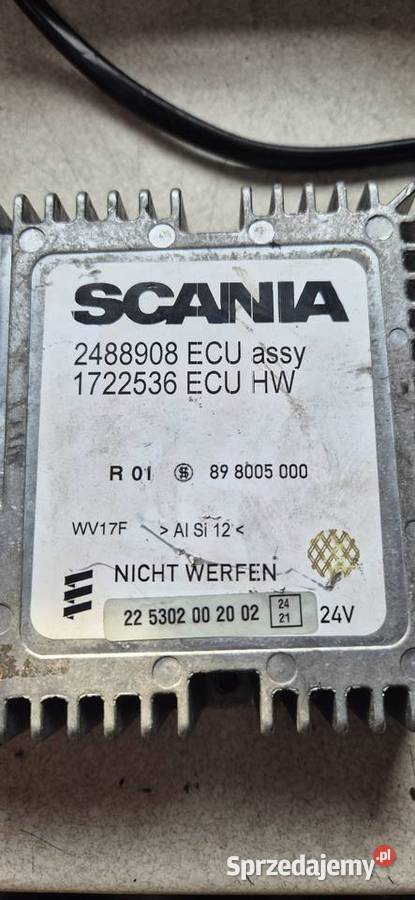 SCANIA
2488908 ECU assy
1722536 ECU HW
R 01 89 8005 000
WV17F > Al Si 12 <
NICHT WERFEN
22 5302 00 20 02 24 21 24V
Sprzedajemy.pl